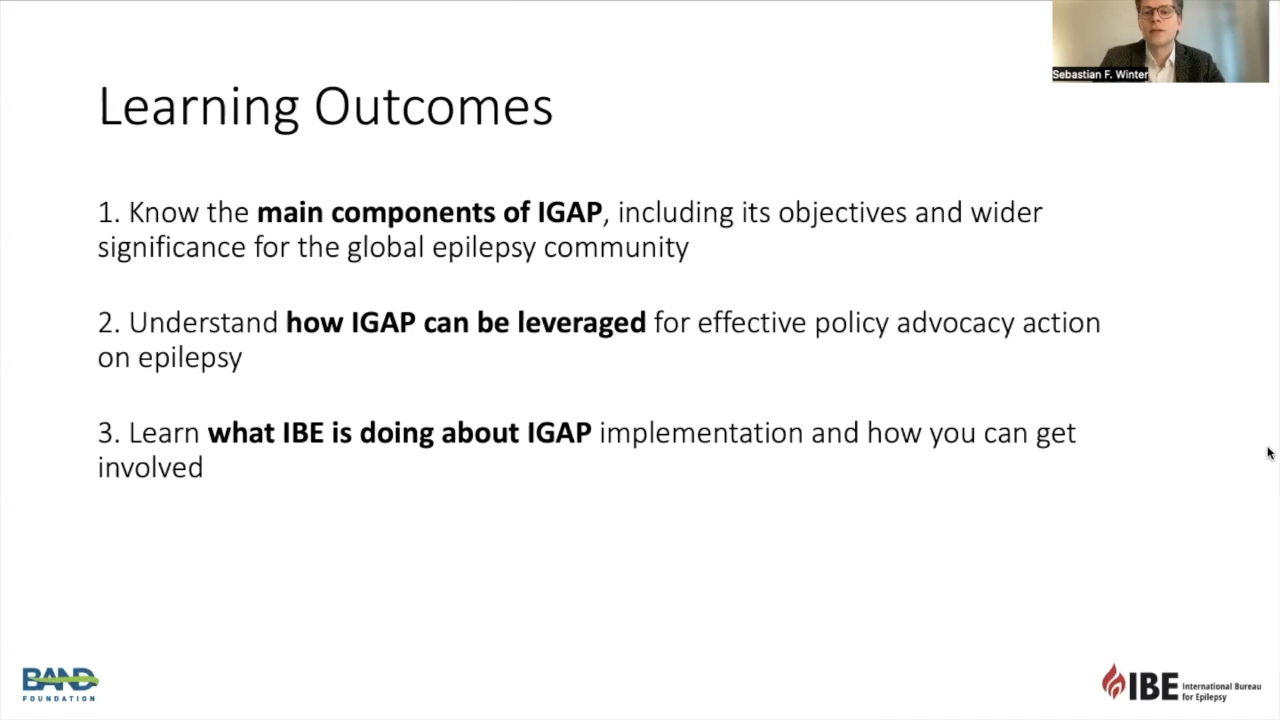 Sebastian F. Winter
Learning Outcomes
1. Know the main components of IGAP, including its objectives and wider
significance for the global epilepsy community
2. Understand how IGAP can be leveraged for effective policy advocacy action
on epilepsy
3. Learn what IBE is doing about IGAP implementation and how you can get
involved
BAND
FOUNDATION
IBE International Bureau
for Epilepsy